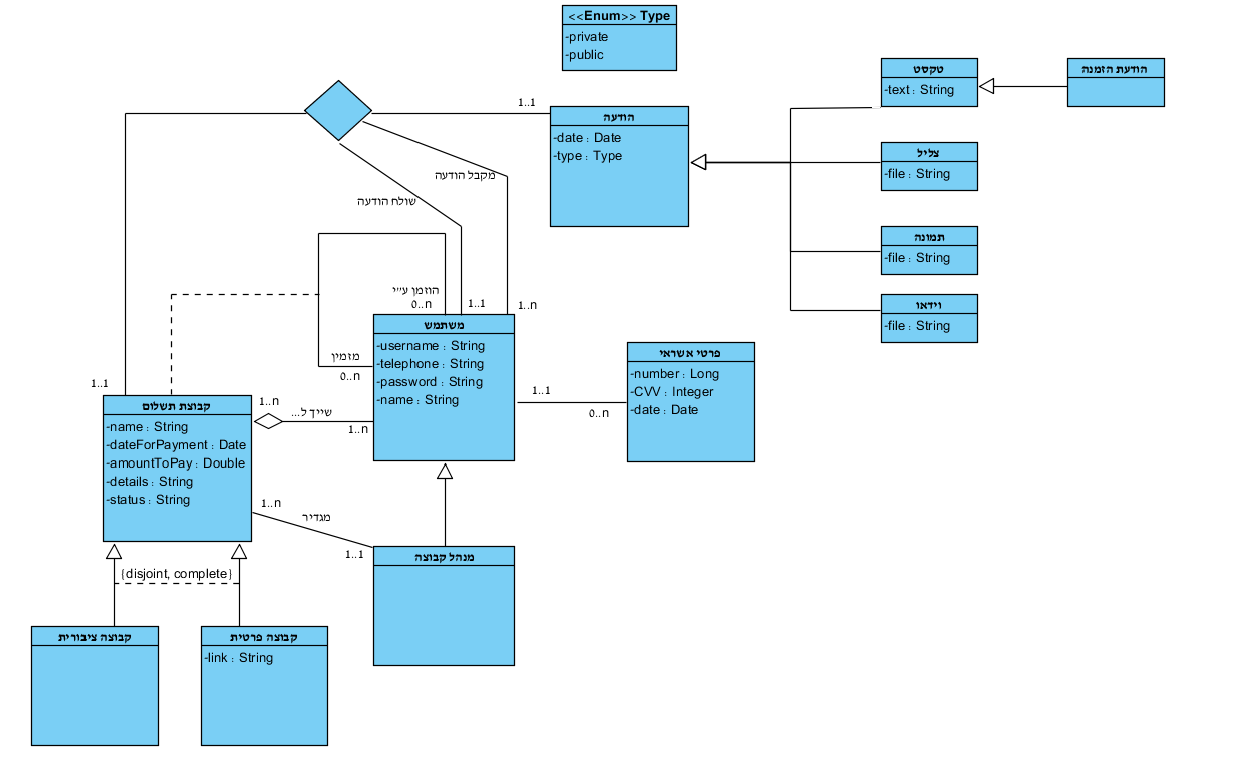 <<Enum>> Type
-private
-public
טקסט
-text : String
הודעת הזמנה
1..1
הודעה
-date : Date
-type : Type
צליל
-file : String
מקבל הודעה
שולח הודעה
תמונה
-file : String
הוזמן ע״י
0..n
1..1
1..n
וידאו
-file : String
משתמש
-username : String
-telephone : String
-password : String
-name : String
מזמין
0..n
פרטי אשראי
-number : Long
-CVV : Integer
-date : Date
1..1
0..n
1..1
קבוצת תשלום
-name : String
-dateForPayment : Date
-amountToPay : Double
-details : String
-status : String
1..n
שייך ל...
1..n
1..n
מגדיר
1..1
מנהל קבוצה
{disjoint, complete}
קבוצה ציבורית
קבוצה פרטית
-link : String